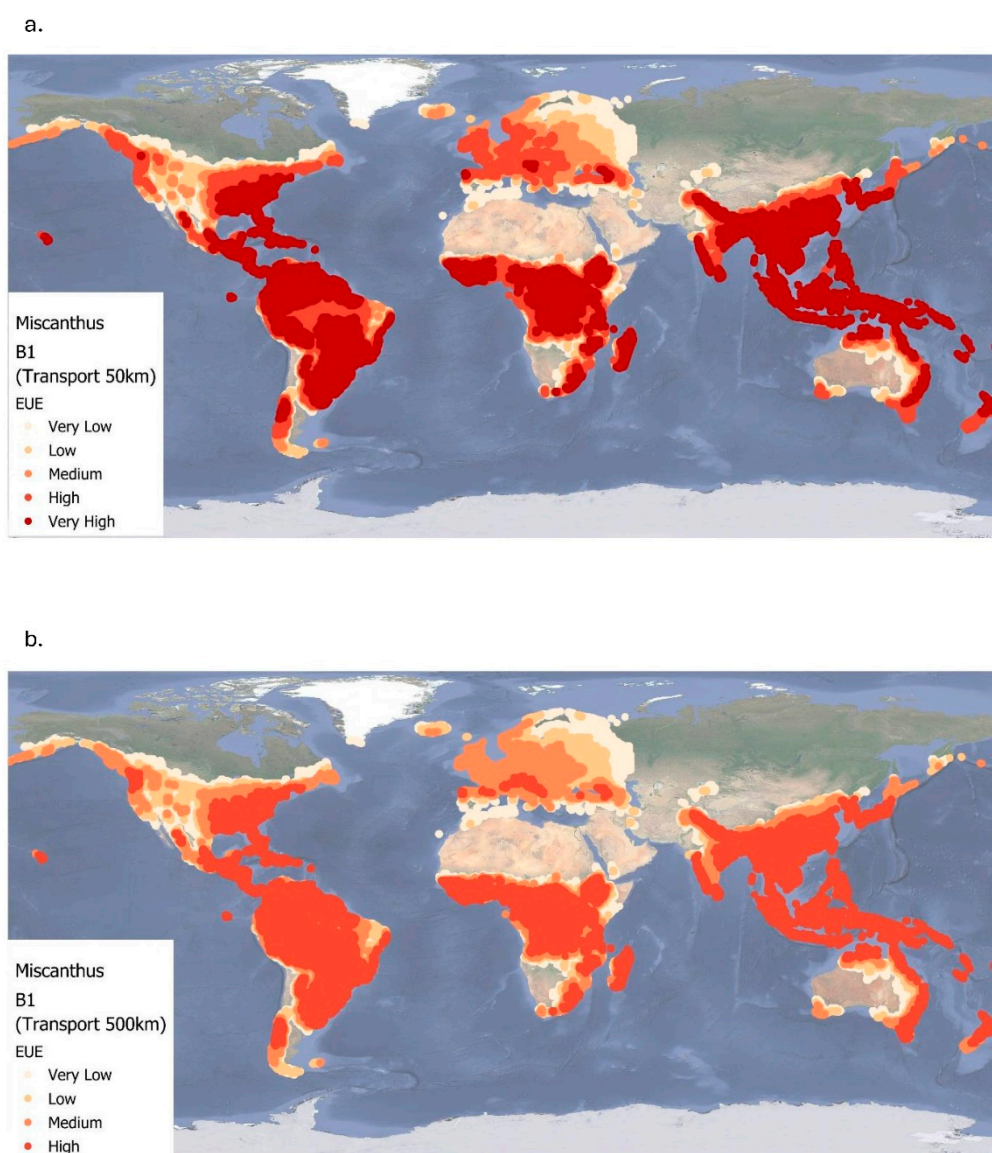 a.
Miscanthus
B1
(Transport 50km)
EUE
Very Low
Low
Medium
High
Very High
b.
Miscanthus
B1
(Transport 500km)
EUE
Very Low
Low
Medium
High